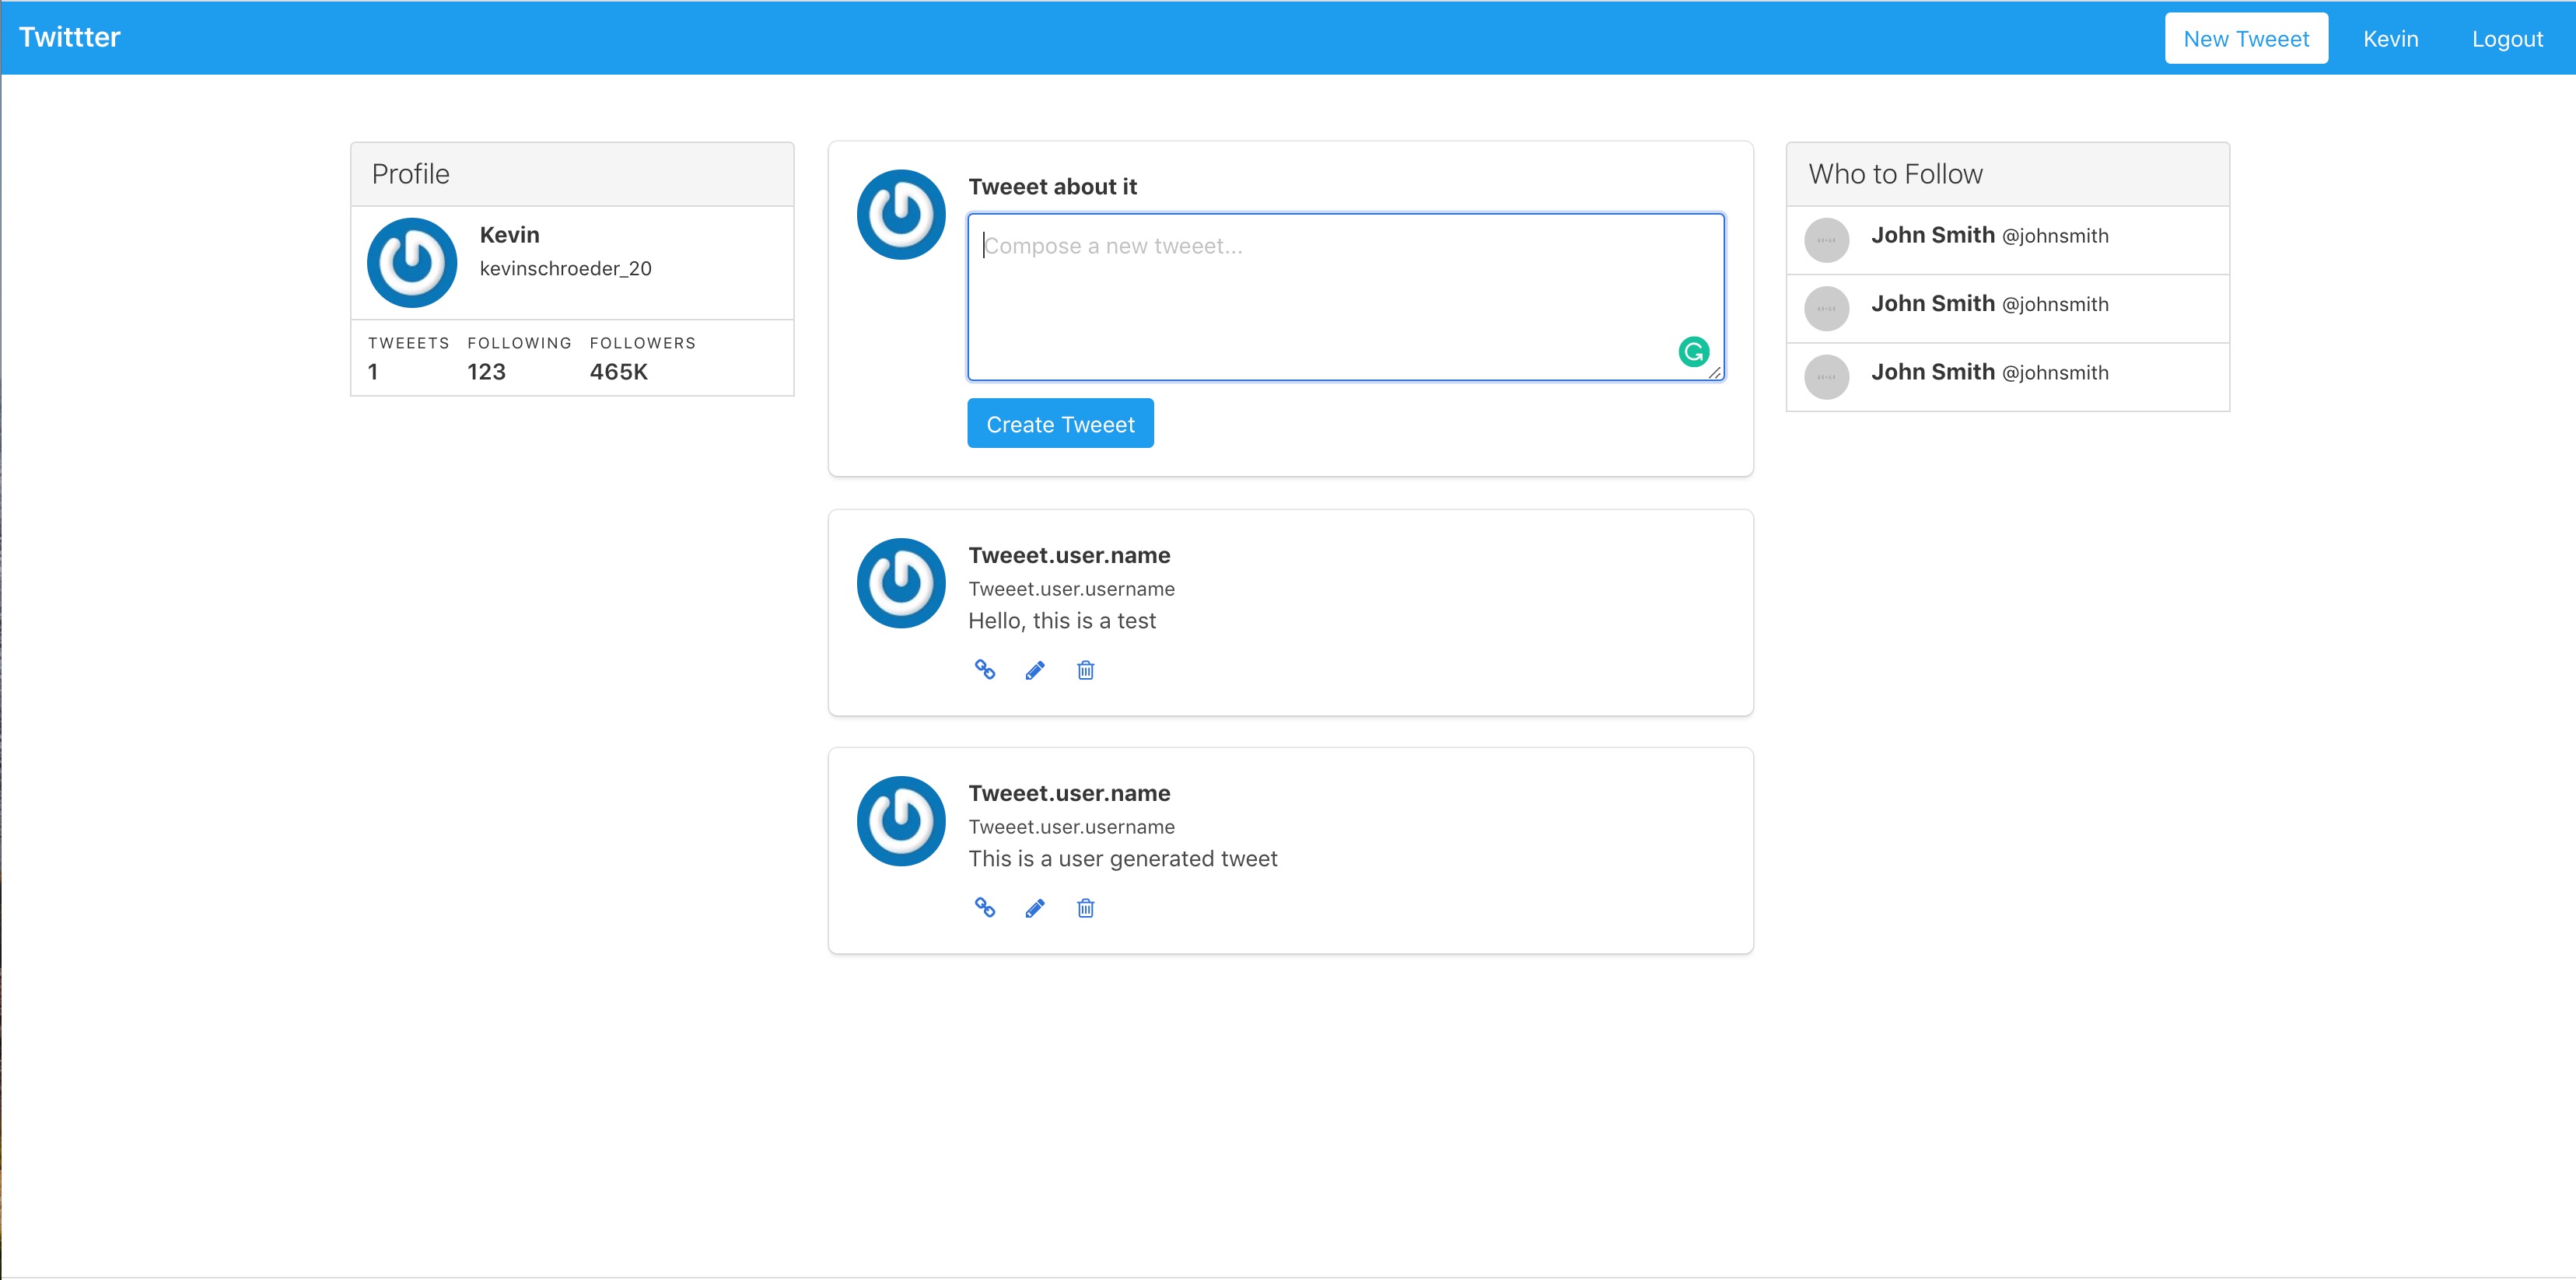 Twittter
New Tweeet Kevin Logout
Profile
Kevin
kevinschroeder_20
TWEEETS FOLLOWING FOLLOWERS
1 123 465K
Tweeet about it
Compose a new tweeet...
Create Tweeet
Tweeet.user.name
Tweeet.user.username
Hello, this is a test
Tweeet.user.name
Tweeet.user.username
This is a user generated tweet
Who to Follow
John Smith @johnsmith
John Smith @johnsmith
John Smith @johnsmith